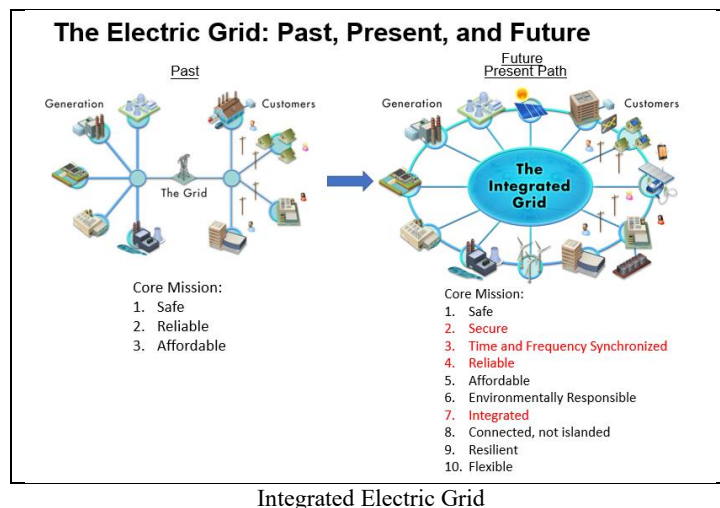 The Electric Grid: Past, Present, and Future
Past
Generation
Customers
The Grid
Core Mission:
1. Safe
2. Reliable
3. Affordable
Future
Present Path
Generation
Customers
The
Integrated
Grid
Core Mission:
1. Safe
2. Secure
3. Time and Frequency Synchronized
4. Reliable
5. Affordable
6. Environmentally Responsible
7. Integrated
8. Connected, not islanded
9. Resilient
10. Flexible
Integrated Electric Grid